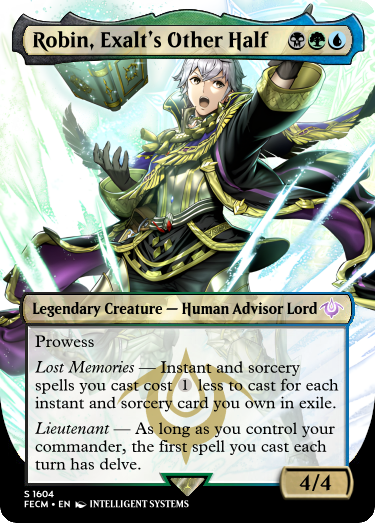 Robin, Exalt's Other Half
Legendary Creature — Human Advisor Lord
Prowess
Lost Memories — Instant and sorcery
spells you cast cost 1 less to cast for each
instant and sorcery card you own in exile.
Lieutenant — As long as you control your
commander, the first spell you cast each
turn has delve.
4/4
S 1604
FECM • EN INTELLIGENT SYSTEMS